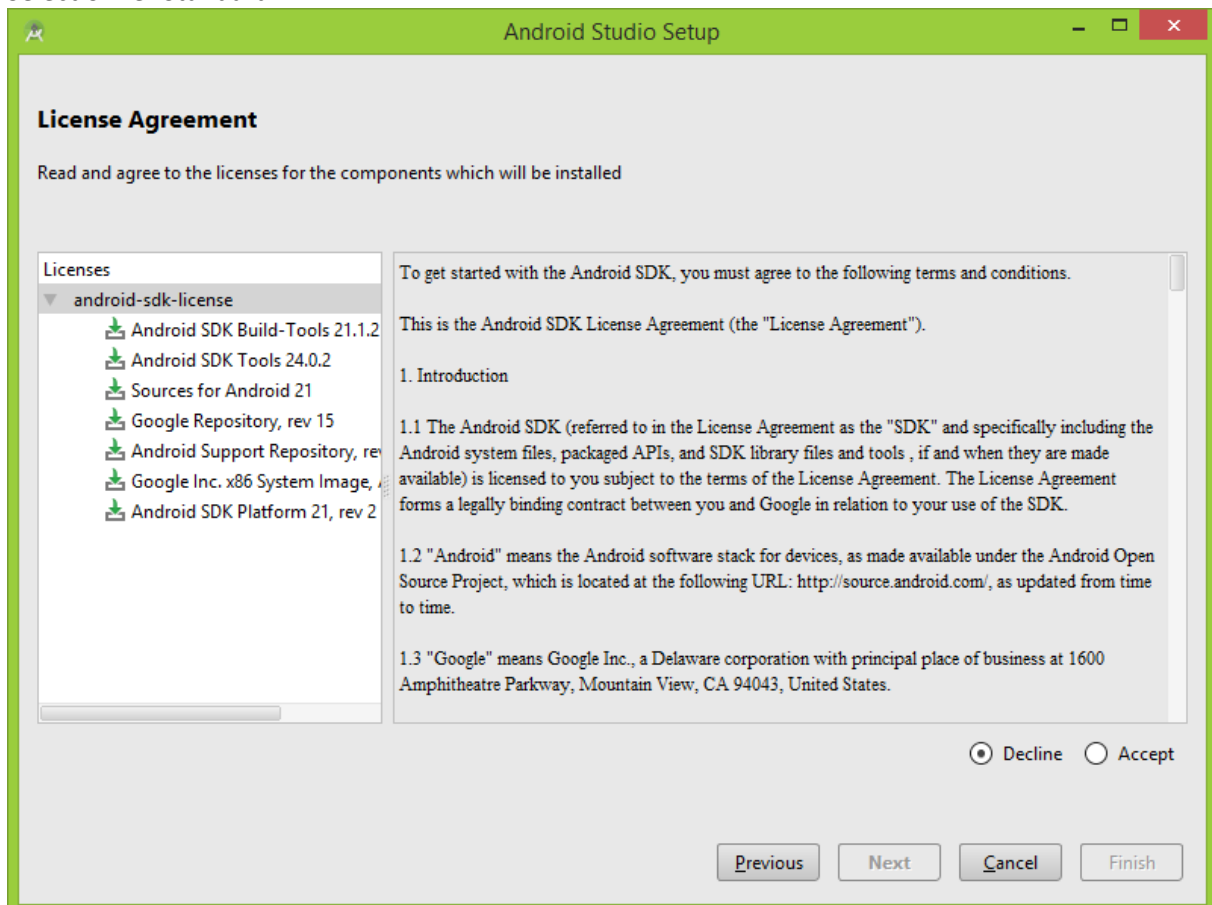 Android Studio Setup
License Agreement
Read and agree to the licenses for the components which will be installed
Licenses
android-sdk-license
Android SDK Build-Tools 21.1.2
Android SDK Tools 24.0.2
Sources for Android 21
Google Repository, rev 15
Android Support Repository,
Google Inc. x86 System Image,
Android SDK Platform 21, rev 2
To get started with the Android SDK, you must agree to the following terms and conditions.
This is the Android SDK License Agreement (the "License Agreement").
1. Introduction
1.1 The Android SDK (referred to in the License Agreement as the "SDK" and specifically including the
Android system files, packaged APIs, and SDK library files and tools , if and when they are made
available) is licensed to you subject to the terms of the License Agreement. The License Agreement
forms a legally binding contract between you and Google in relation to your use of the SDK.
1.2 "Android" means the Android software stack for devices, as made available under the Android Open
Source Project, which is located at the following URL: http://source.android.com/, as updated from time
to time.
1.3 "Google" means Google Inc., a Delaware corporation with principal place of business at 1600
Amphitheatre Parkway, Mountain View, CA 94043, United States.
Decline Accept
Previous Next Cancel Finish